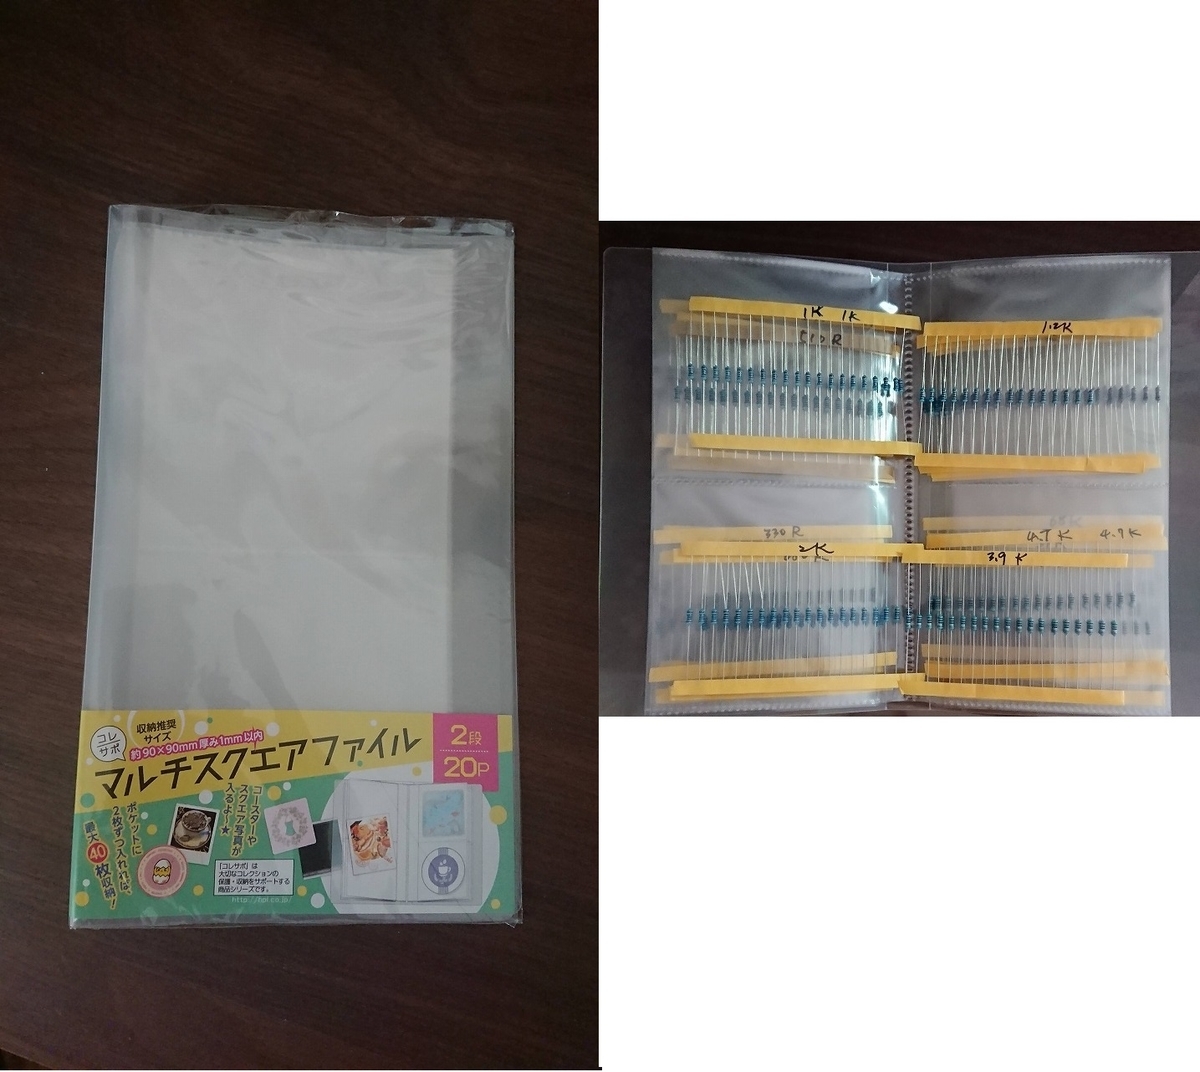 コレ
サポ
収納推奨
サイズ
約90×90mm厚み1mm以内
マルチスクエアファイル
2段
20P
コースターや
スクエア写真が
入るよ〜★
ポケットに
2枚ずつ入れれば、
最大40枚収納!
「コレサポ」は
大切なコレクションの
保護・収納をサポートする
商品シリーズです。
1K 1K
510R
1.2K
330R
2K
4.7K 4.7K
3.9K